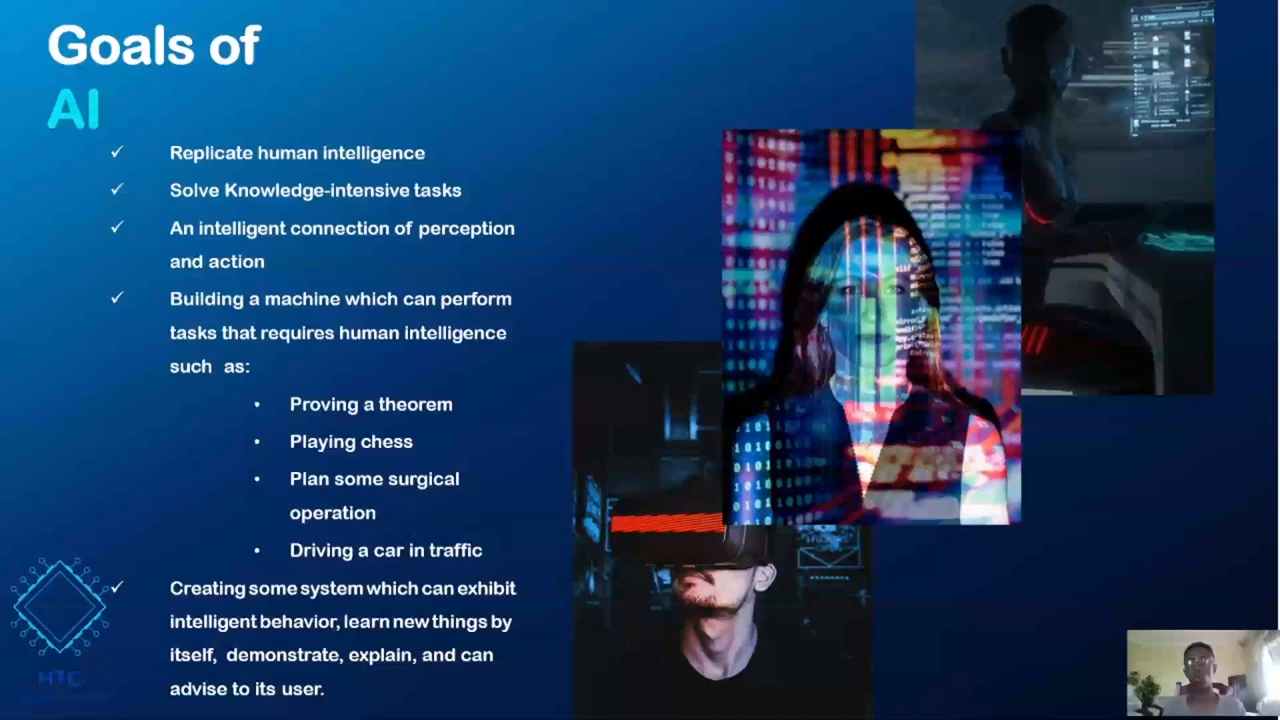 Goals of
AI
✓ Replicate human intelligence
✓ Solve Knowledge-intensive tasks
✓ An intelligent connection of perception
and action
✓ Building a machine which can perform
tasks that requires human intelligence
such as:
• Proving a theorem
• Playing chess
• Plan some surgical
operation
• Driving a car in traffic
✓ Creating some system which can exhibit
intelligent behavior, learn new things by
itself, demonstrate, explain, and can
advise to its user.
HTC